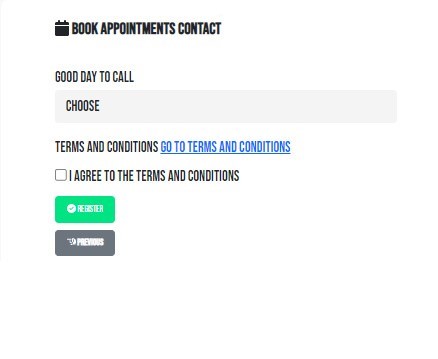 BOOK APPOINTMENTS CONTACT
GOOD DAY TO CALL
CHOOSE
TERMS AND CONDITIONS GO TO TERMS AND CONDITIONS
I AGREE TO THE TERMS AND CONDITIONS
REGISTER
PREVIOUS